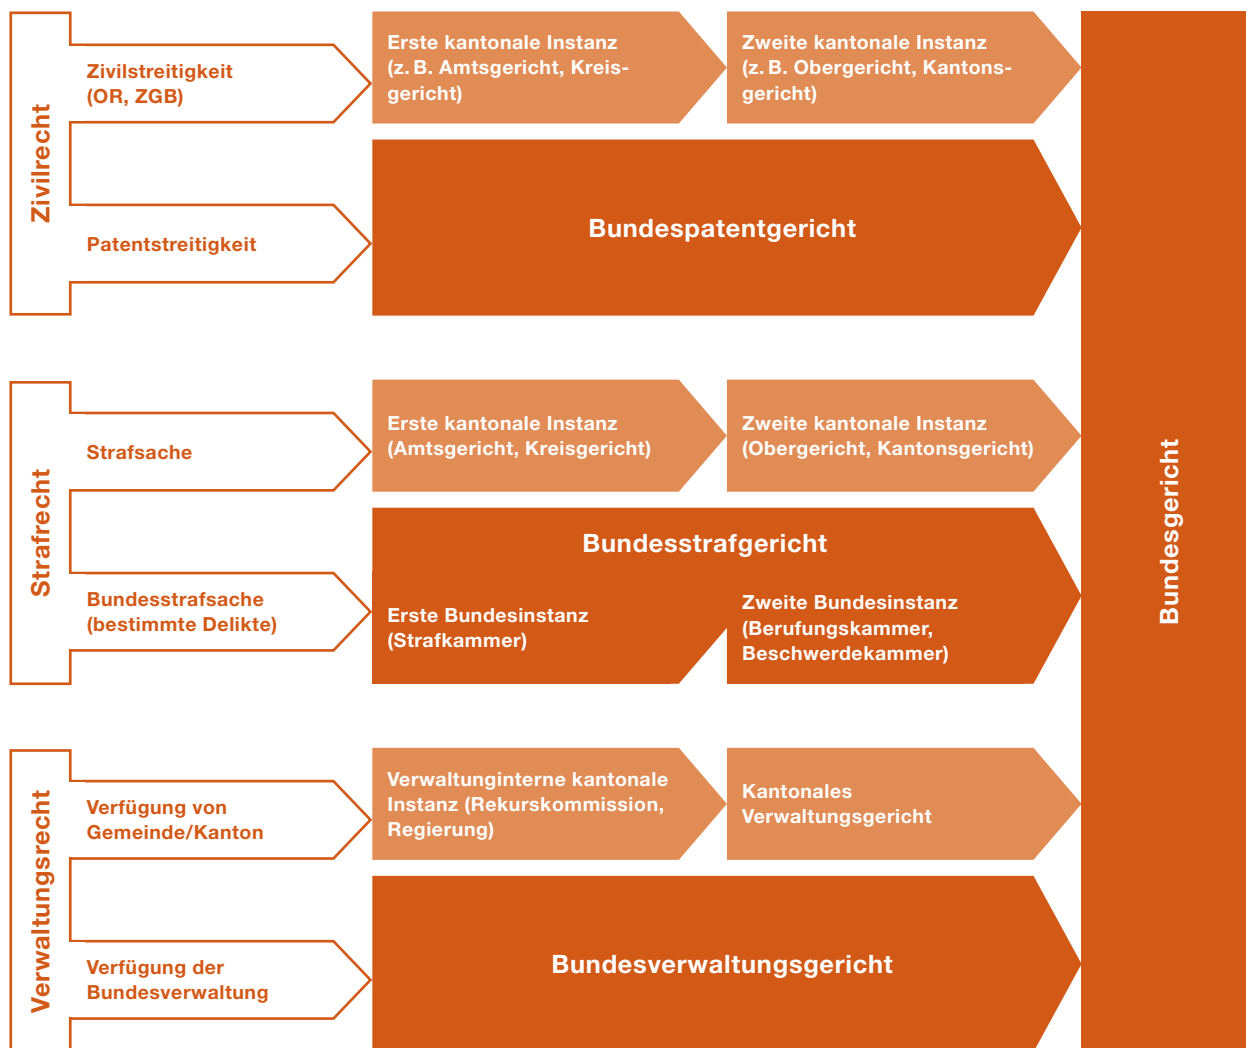 Zivilrecht
Zivilstreitigkeit
(OR, ZGB)
Erste kantonale Instanz
(z. B. Amtsgericht, Kreis-
gericht)
Zweite kantonale Instanz
(z. B. Obergericht, Kantons-
gericht)
Patentstreitigkeit
Bundespatentgericht
Strafrecht
Strafsache
Erste kantonale Instanz
(Amtsgericht, Kreisgericht)
Zweite kantonale Instanz
(Obergericht, Kantonsgericht)
Bundesstrafsache
(bestimmte Delikte)
Bundesstrafgericht
Erste Bundesinstanz
(Strafkammer)
Zweite Bundesinstanz
(Berufungskammer,
Beschwerdekammer)
Verwaltungsrecht
Verfügung von
Gemeinde/Kanton
Verwaltunginterne kantonale
Instanz (Rekurskommission,
Regierung)
Kantonales
Verwaltungsgericht
Verfügung der
Bundesverwaltung
Bundesverwaltungsgericht
Bundesgericht